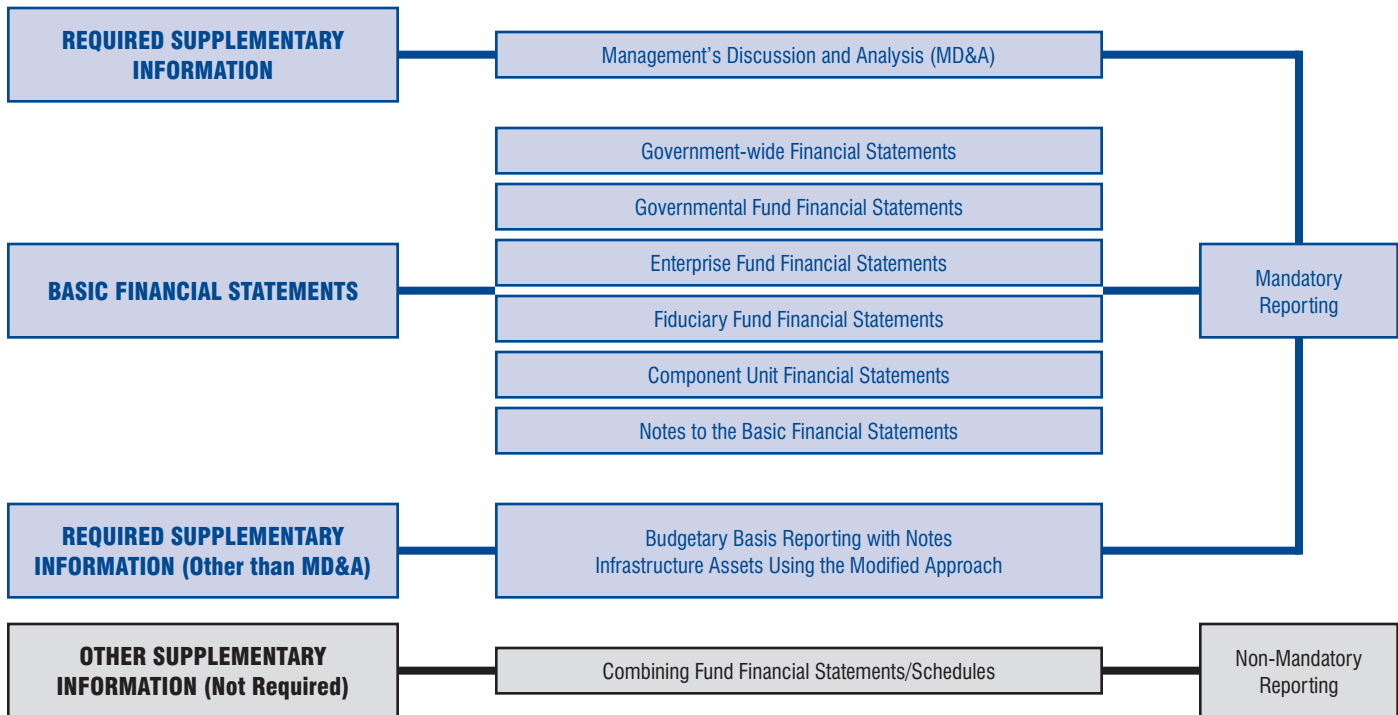 REQUIRED SUPPLEMENTARY
INFORMATION
Management’s Discussion and Analysis (MD&A)
Government-wide Financial Statements
Governmental Fund Financial Statements
BASIC FINANCIAL STATEMENTS
Enterprise Fund Financial Statements
Fiduciary Fund Financial Statements
Component Unit Financial Statements
Notes to the Basic Financial Statements
Mandatory
Reporting
REQUIRED SUPPLEMENTARY
INFORMATION (Other than MD&A)
Budgetary Basis Reporting with Notes
Infrastructure Assets Using the Modified Approach
OTHER SUPPLEMENTARY
INFORMATION (Not Required)
Combining Fund Financial Statements/Schedules
Non-Mandatory
Reporting